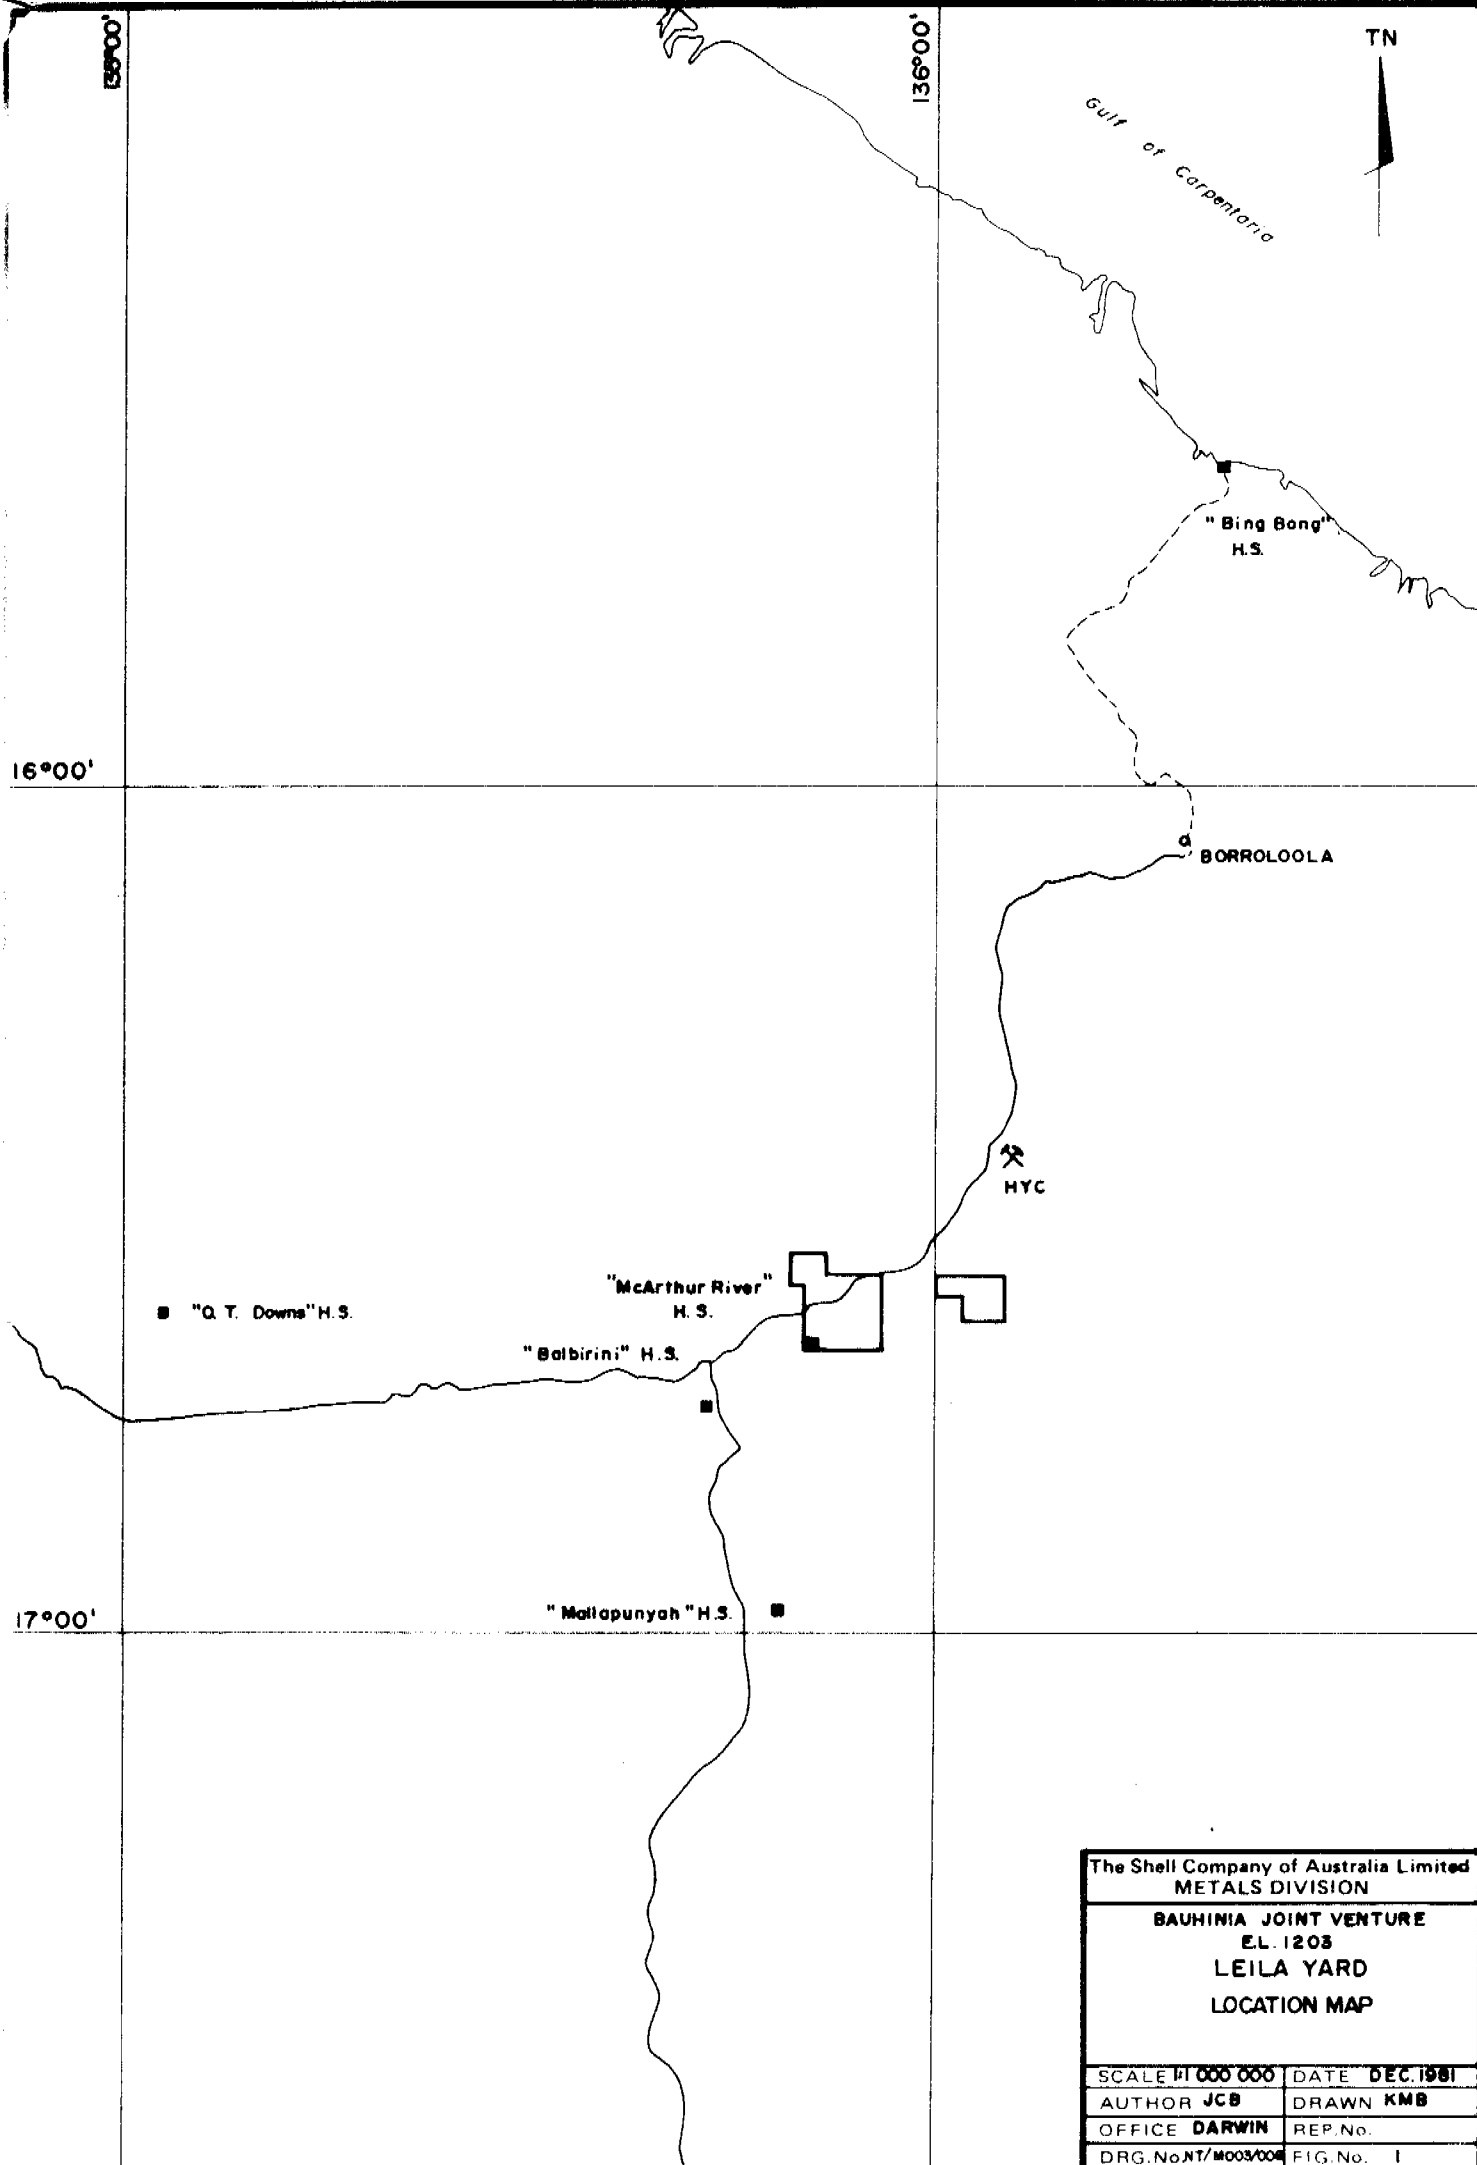 136°00'
TN
Gulf of Carpentaria
"Bing Bong"
H.S.
16°00'
BORROLOOLA
HYC
"McArthur River"
H.S.
"O. T. Downs" H.S.
"Balbirini" H.S.
"Mallapunyah" H.S.
17°00'
The Shell Company of Australia Limited
METALS DIVISION
BAUHINIA JOINT VENTURE
E.L. 1203
LEILA YARD
LOCATION MAP
SCALE 1:1 000 000 DATE DEC. 1981
AUTHOR JCB DRAWN KMB
OFFICE DARWIN REP. No.
DRG. No. FIG. No. 1